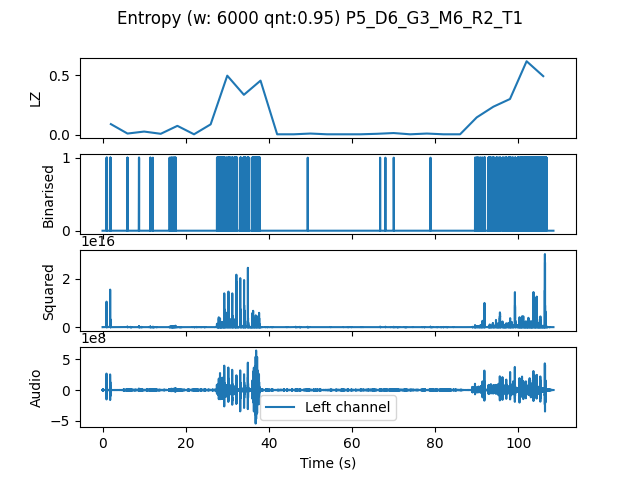 Entropy (w: 6000 qnt:0.95) P5_D6_G3_M6_R2_T1
0.5
LZ
0.0
1
Binarised
0
1e16
2
Squared
0
1e8
5
Audio
0
−5
Left channel
0 20 40 60 80 100
Time (s)